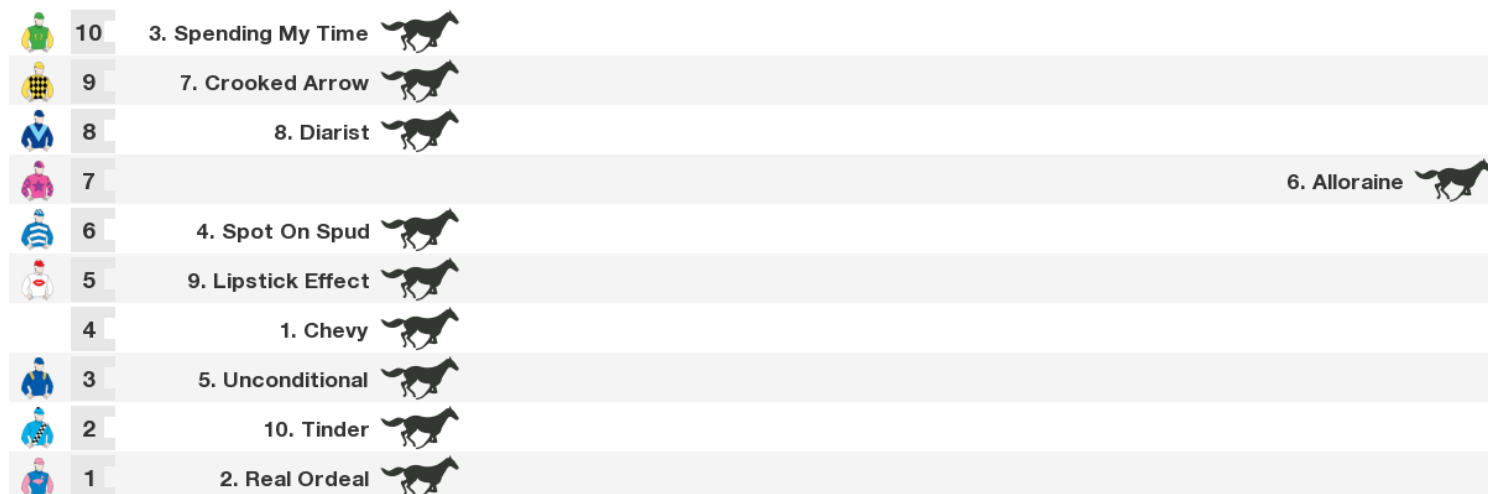 10 3. Spending My Time
9 7. Crooked Arrow
8 8. Diarist
7 6. Alloraine
6 4. Spot On Spud
5 9. Lipstick Effect
4 1. Chevy
3 5. Unconditional
2 10. Tinder
1 2. Real Ordeal